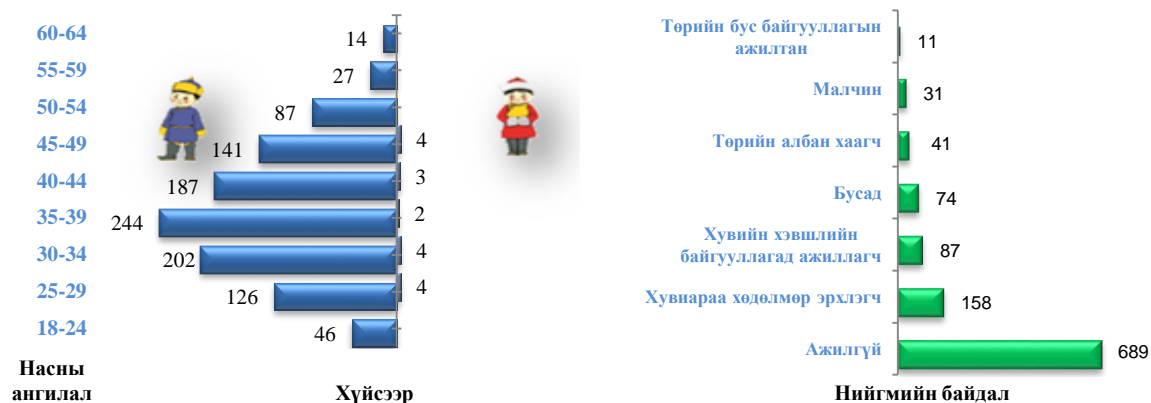 60-64
14
55-59
27
50-54
87
45-49
141
4
40-44
187
3
35-39
244
2
30-34
202
4
25-29
126
4
18-24
46
Насны
ангилал
Хүйсээр
Төрийн бус байгууллагын
ажилтан
11
Малчин
31
Төрийн албан хаагч
41
Бусад
74
Хувийн хэвшлийн
байгууллагад ажиллагч
87
Хувиараа хөдөлмөр эрхлэгч
158
Ажилгүй
689
Нийгмийн байдал